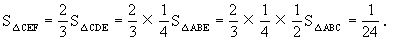 S△CEF = 2/3 S△CDE = 2/3 × 1/4 S△ABE = 2/3 × 1/4 × 1/2 S△ABC = 1/24 .